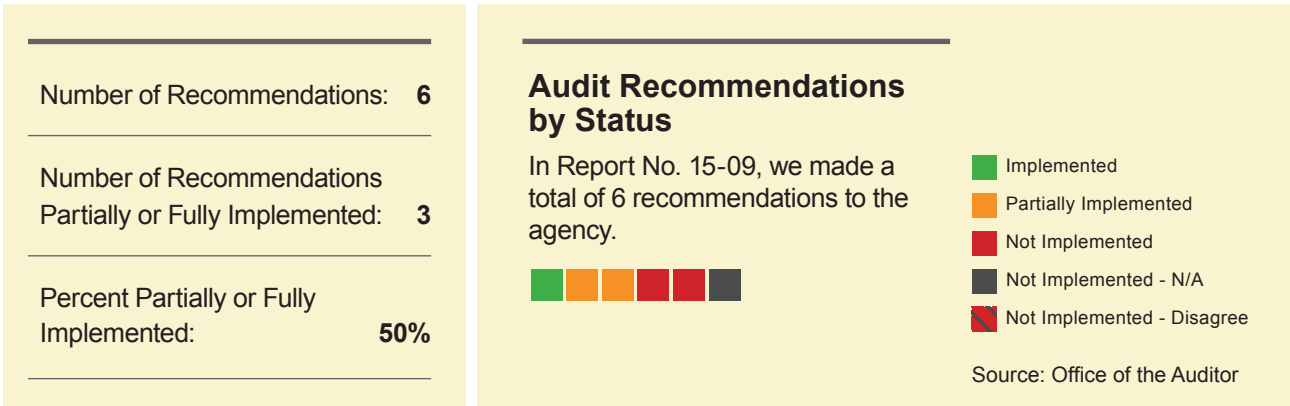 Number of Recommendations: 6
Number of Recommendations
Partially or Fully Implemented: 3
Percent Partially or Fully
Implemented: 50%
Audit Recommendations
by Status
In Report No. 15-09, we made a
total of 6 recommendations to the
agency.
Implemented
Partially Implemented
Not Implemented
Not Implemented - N/A
Not Implemented - Disagree
Source: Office of the Auditor